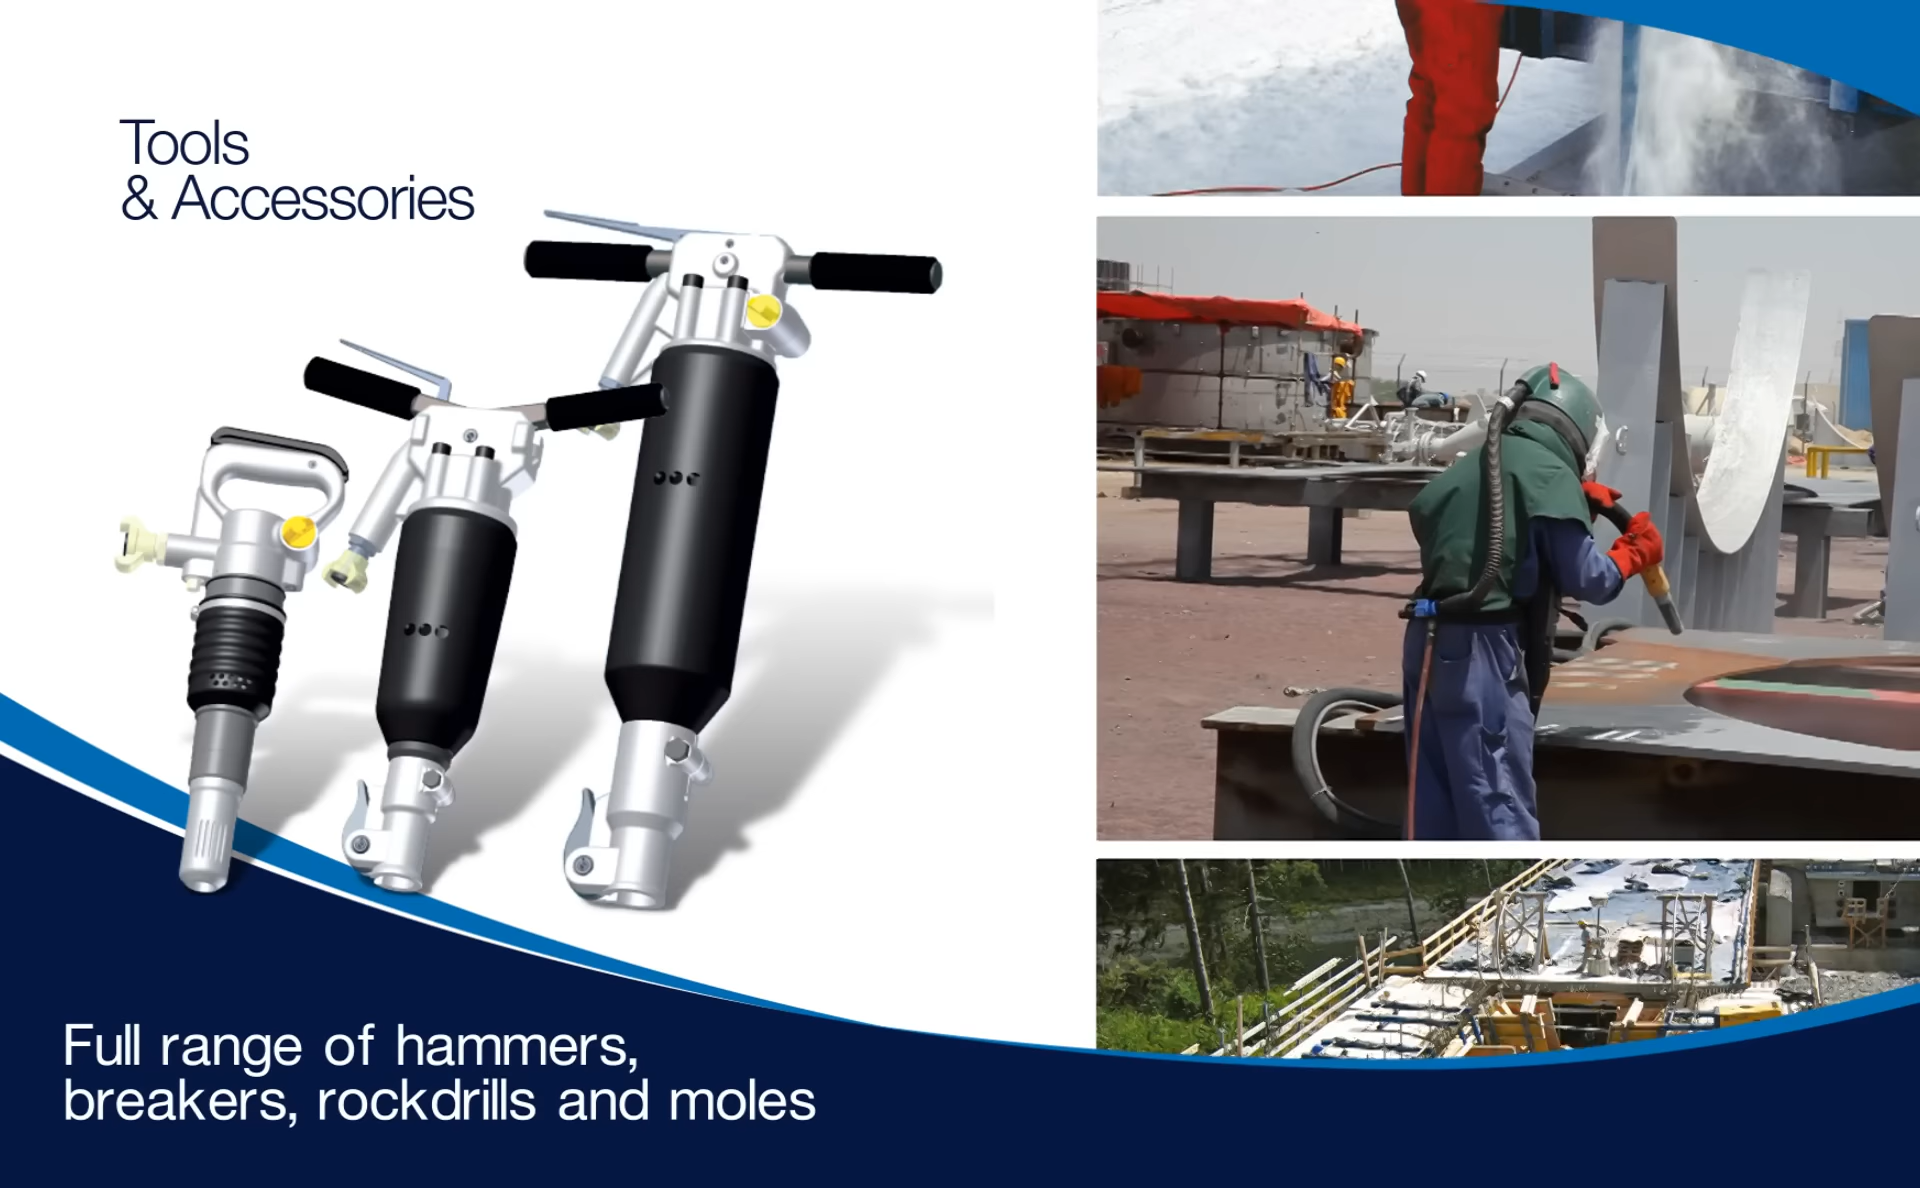 Tools
& Accessories
Full range of hammers,
breakers, rockdrills and moles